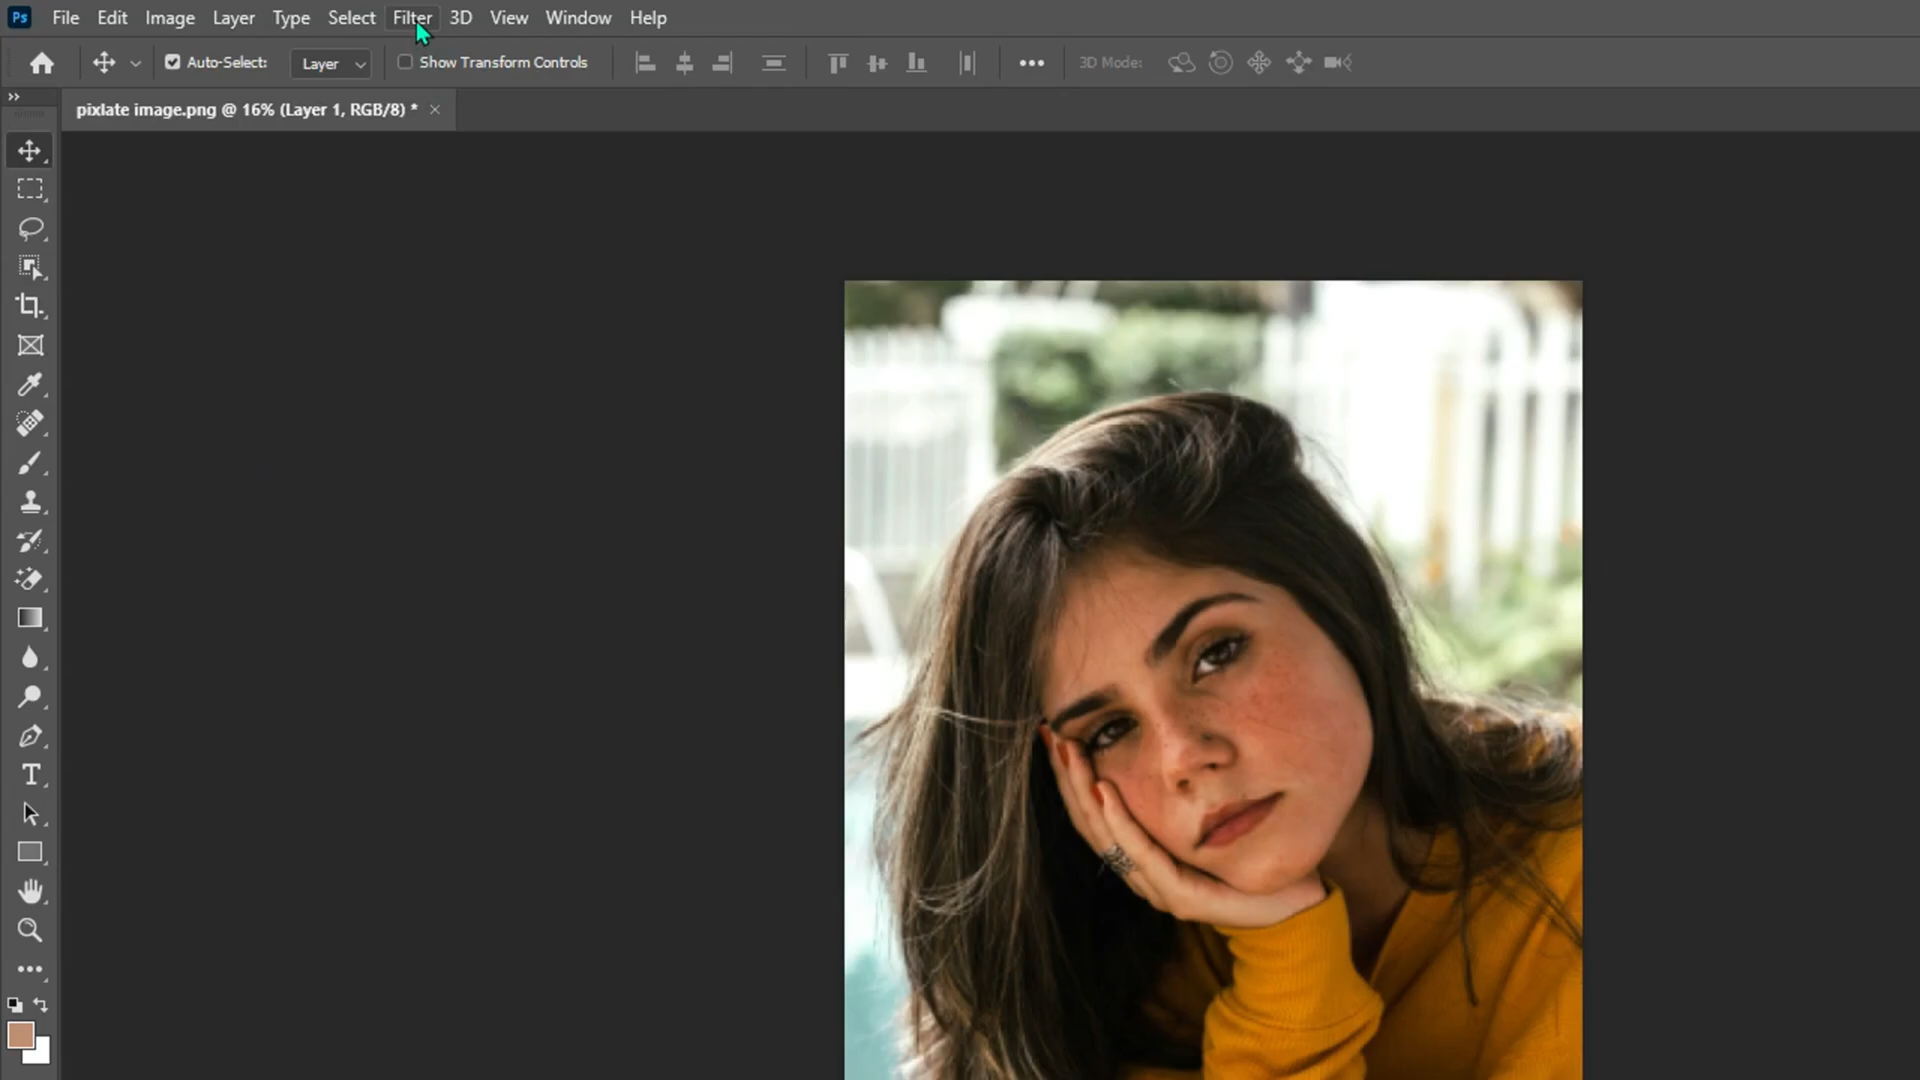 Ps File Edit Image Layer Type Select Filter 3D View Window Help
Auto-Select: Layer Show Transform Controls 3D Mode:
pixlate image.png @ 16% (Layer 1, RGB/8) *
T